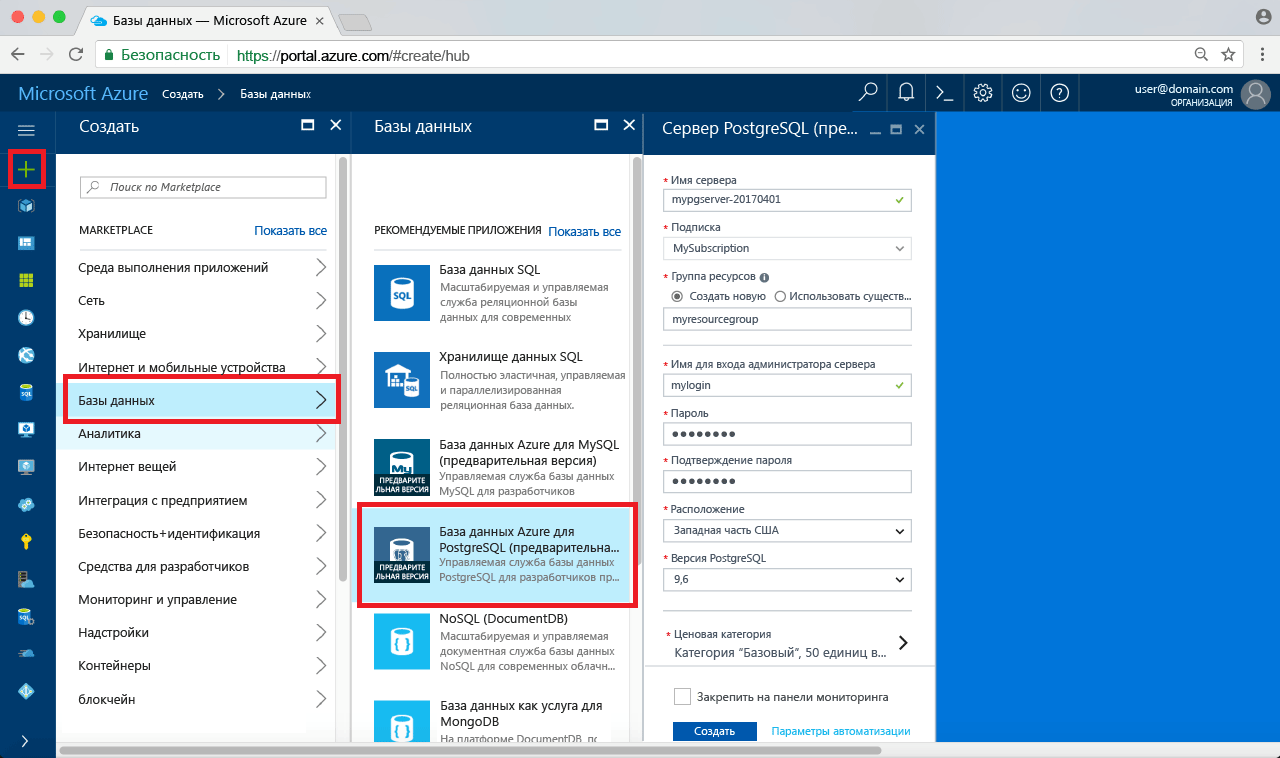 Базы данных — Microsoft Azure
Безопасность https://portal.azure.com/#create/hub
Microsoft Azure Создать Базы данных
user@domain.com
ОРГАНИЗАЦИЯ
Создать
Поиск по Marketplace
MARKETPLACE Показать все
Среда выполнения приложений
Сеть
Хранилище
Интернет и мобильные устройства
Базы данных
Аналитика
Интернет вещей
Интеграция с предприятием
Безопасность+идентификация
Средства для разработчиков
Мониторинг и управление
Надстройки
Контейнеры
блокчейн
Базы данных
РЕКОМЕНДУЕМЫЕ ПРИЛОЖЕНИЯ Показать все
SQL
База данных SQL
Масштабируемая и управляемая
служба реляционной базы
данных для современных
SQL
Хранилище данных SQL
Полностью эластичная, управляемая
и параллелизированная
реляционная база данных.
My
ПРЕДВАРИТЕ
ЛЬНАЯ ВЕРСИЯ
База данных Azure для MySQL
(предварительная версия)
Управляемая служба базы данных
MySQL для разработчиков
ПРЕДВАРИТЕ
ЛЬНАЯ ВЕРСИЯ
База данных Azure для
PostgreSQL (предварительна...
Управляемая служба базы данных
PostgreSQL для разработчиков пр...
NoSQL (DocumentDB)
Масштабируемая и управляемая
документная служба базы данных
NoSQL для современных облачн...
База данных как услуга для
MongoDB
На платформе DocumentDB, пс
Сервер PostgreSQL (пре...
* Имя сервера
mypgserver-20170401
* Подписка
MySubscription
* Группа ресурсов
Создать новую Использовать существ...
myresourcegroup
* Имя для входа администратора сервера
mylogin
* Пароль
●●●●●●●●
* Подтверждение пароля
●●●●●●●●
* Расположение
Западная часть США
* Версия PostgreSQL
9,6
* Ценовая категория
Категория “Базовый”, 50 единиц в...
Закрепить на панели мониторинга
Создать Параметры автоматизации